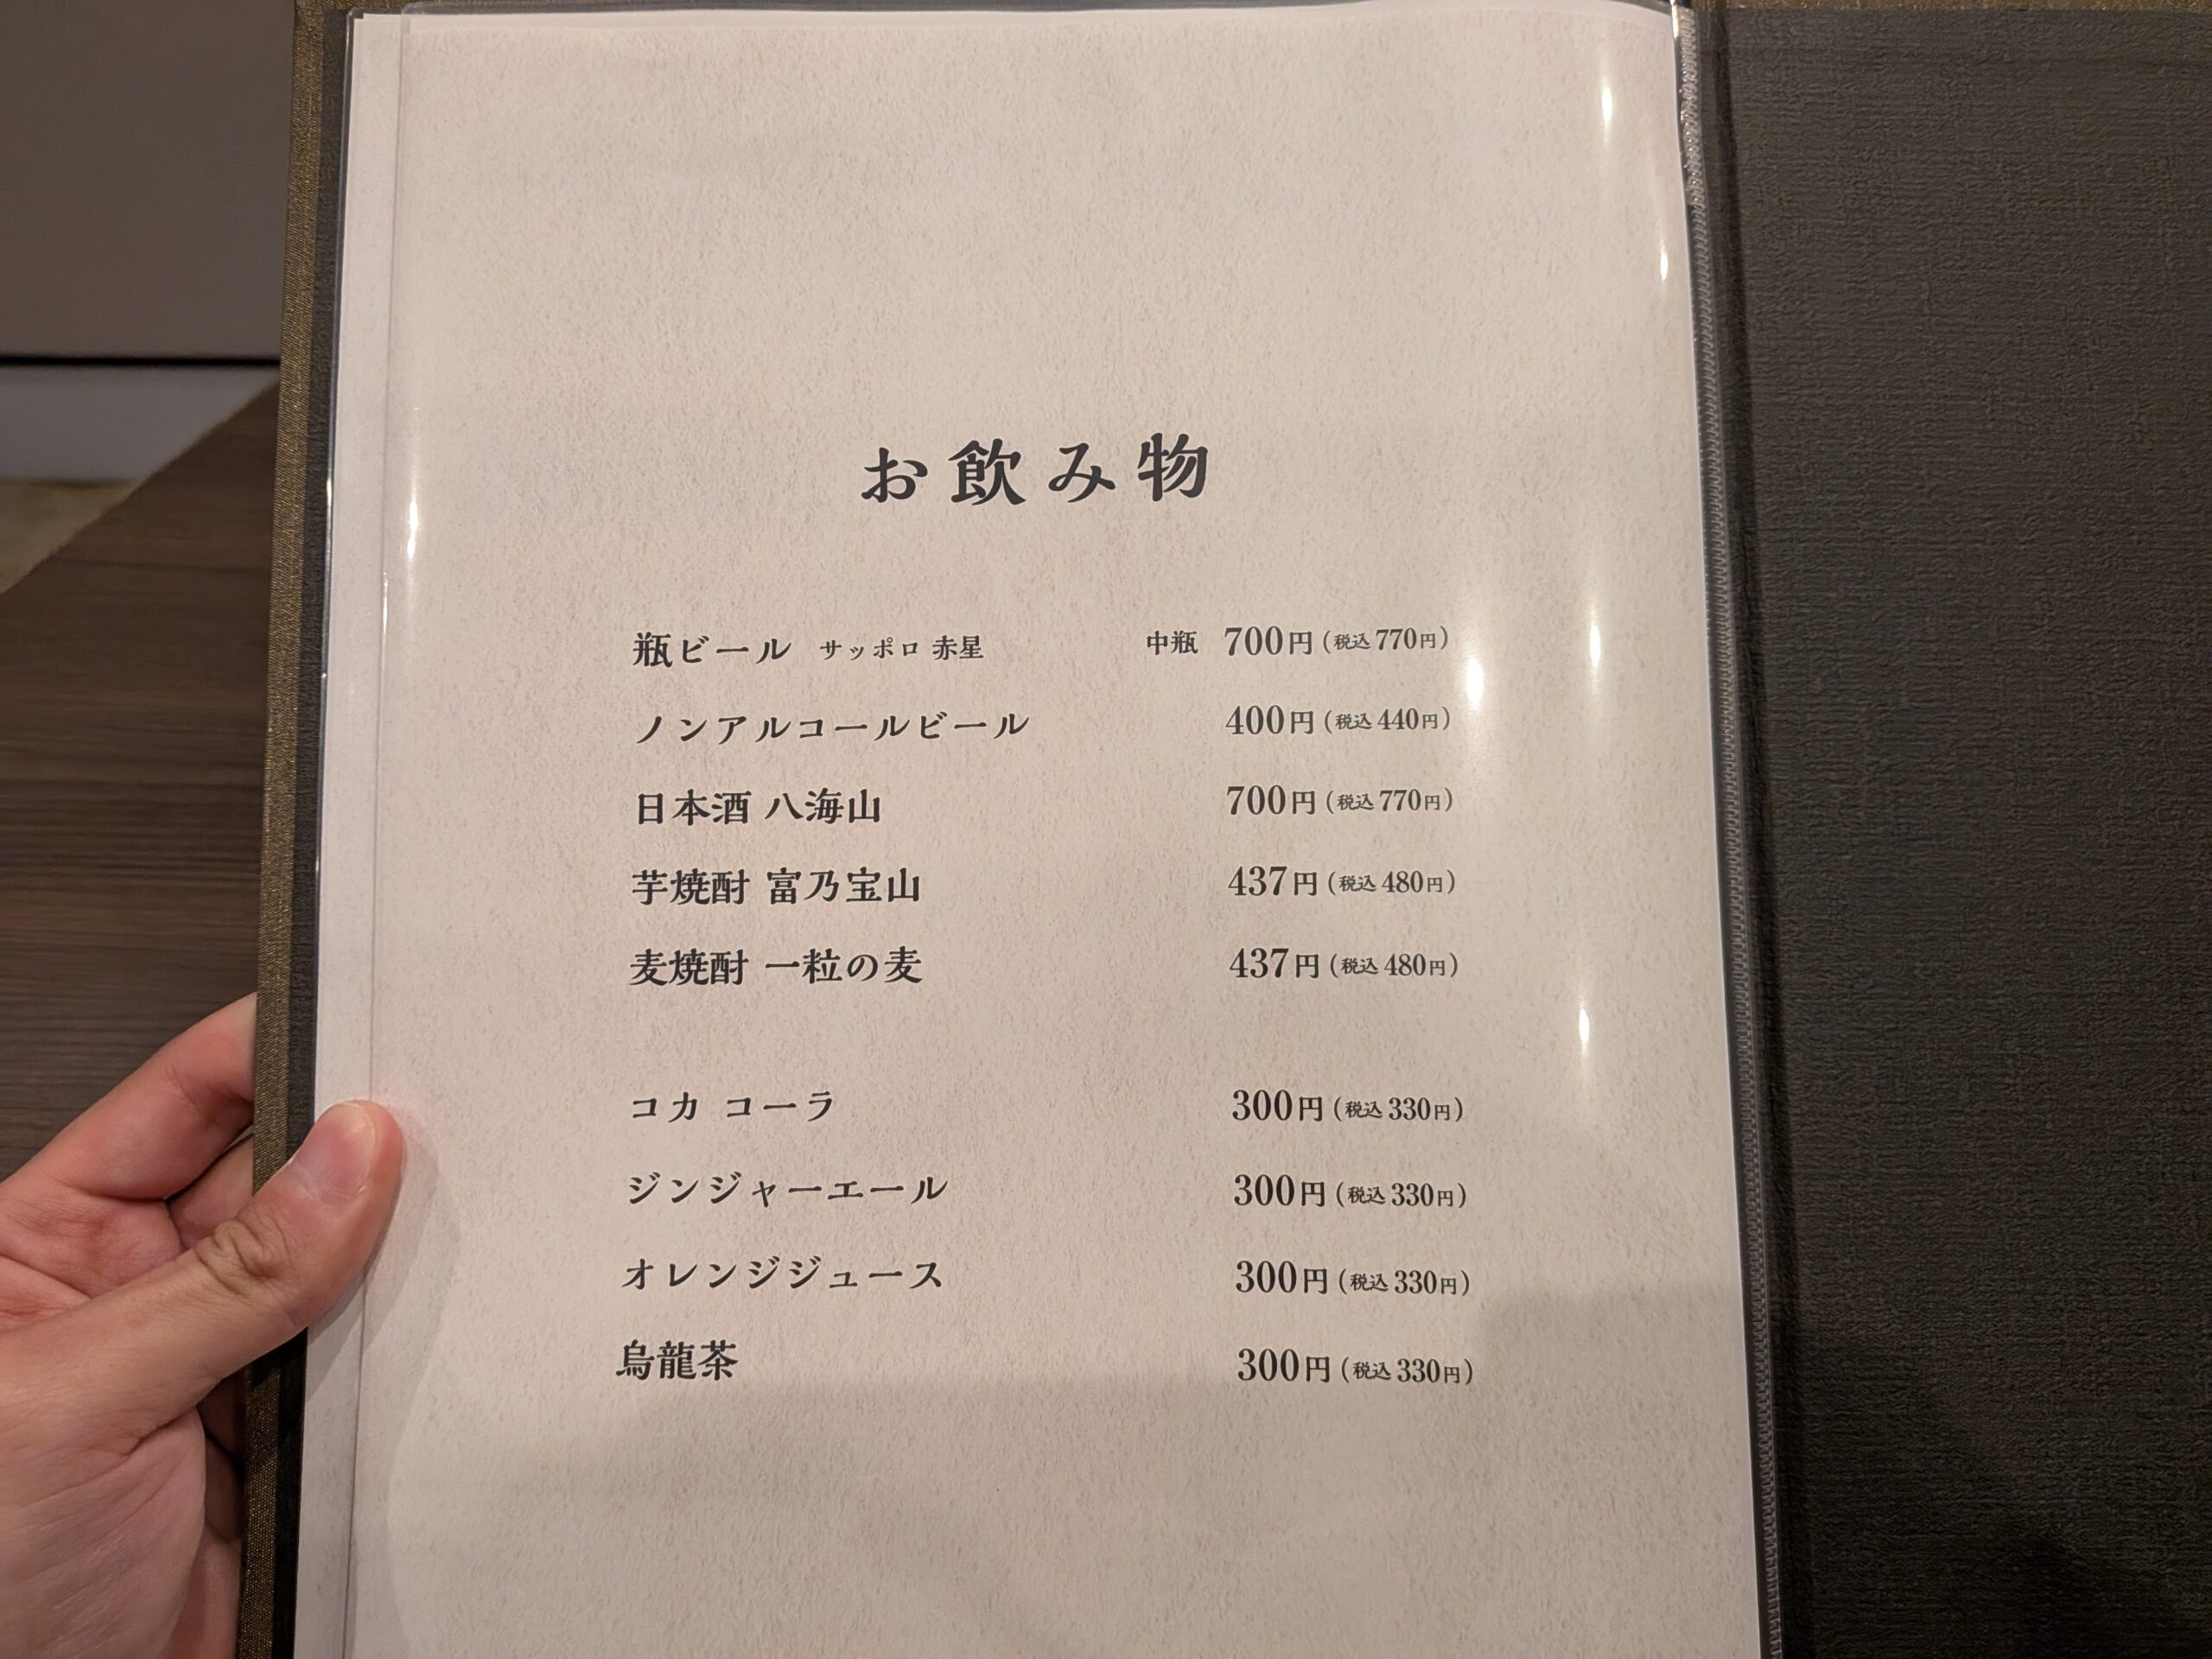 お飲み物
瓶ビール サッポロ 赤星 中瓶 700円(税込770円)
ノンアルコールビール 400円(税込440円)
日本酒 八海山 700円(税込770円)
芋焼酎 富乃宝山 437円(税込480円)
麦焼酎 一粒の麦 437円(税込480円)
コカ コーラ 300円(税込330円)
ジンジャーエール 300円(税込330円)
オレンジジュース 300円(税込330円)
烏龍茶 300円(税込330円)